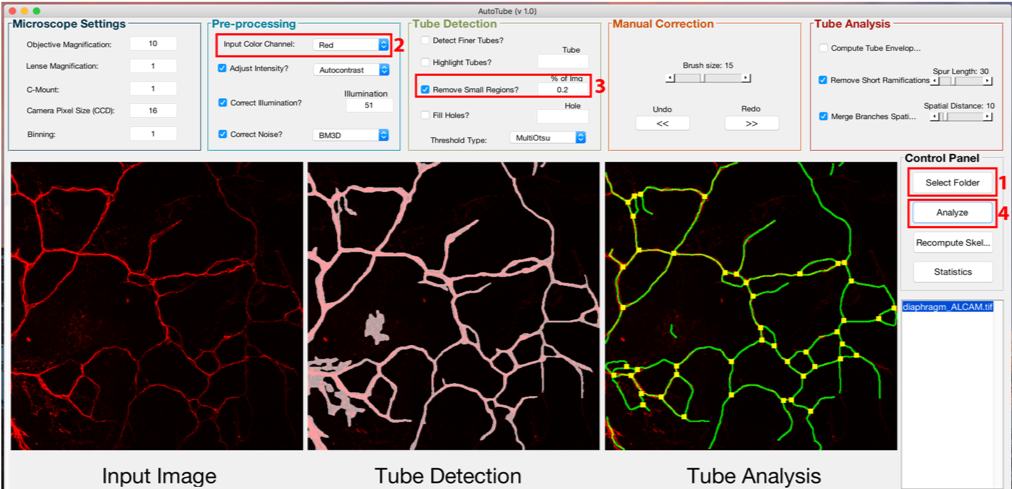 AutoTube (v 1.0)
Microscope Settings
Objective Magnification: 10
Lense Magnification: 1
C-Mount: 1
Camera Pixel Size (CCD): 16
Binning: 1
Pre-processing
Input Color Channel: Red 2
Adjust Intensity? Autocontrast
Illumination
Correct Illumination? 51
Correct Noise? BM3D
Tube Detection
Detect Finer Tubes?
Tube
Highlight Tubes?
% of Img
Remove Small Regions? 0.2 3
Hole
Fill Holes?
Threshold Type: MultiOtsu
Manual Correction
Brush size: 15
Undo Redo
<< >>
Tube Analysis
Compute Tube Envelop...
Spur Length: 30
Remove Short Ramifications
Spatial Distance: 10
Merge Branches Spati...
Control Panel
Select Folder 1
Analyze 4
Recompute Skel...
Statistics
diaphragm_ALCAM.tif
Input Image
Tube Detection
Tube Analysis